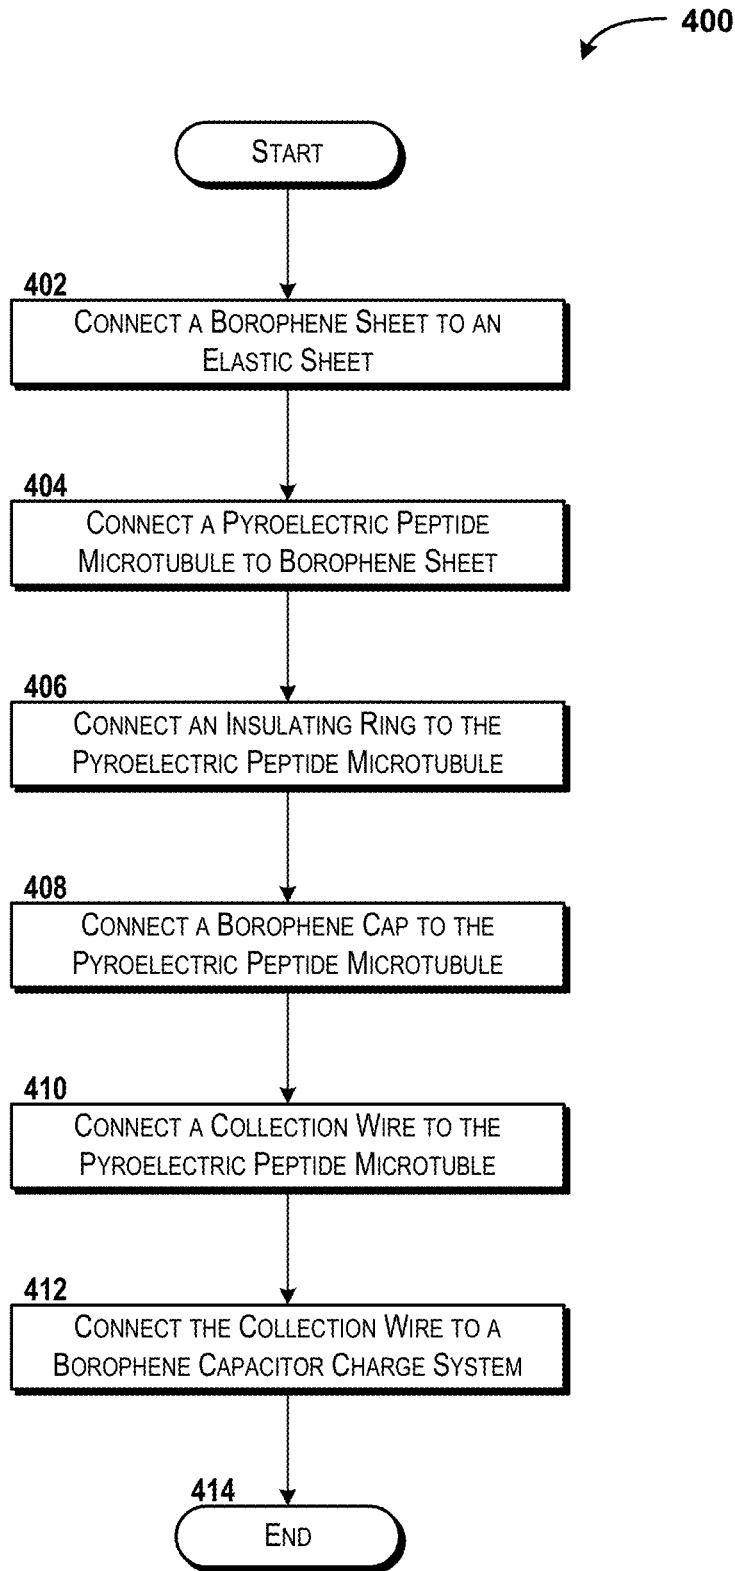 400
START
402
CONNECT A BOROPHENE SHEET TO AN
ELASTIC SHEET
404
CONNECT A PYROELECTRIC PEPTIDE
MICROTUBULE TO BOROPHENE SHEET
406
CONNECT AN INSULATING RING TO THE
PYROELECTRIC PEPTIDE MICROTUBULE
408
CONNECT A BOROPHENE CAP TO THE
PYROELECTRIC PEPTIDE MICROTUBULE
410
CONNECT A COLLECTION WIRE TO THE
PYROELECTRIC PEPTIDE MICROTUBLE
412
CONNECT THE COLLECTION WIRE TO A
BOROPHENE CAPACITOR CHARGE SYSTEM
414
END